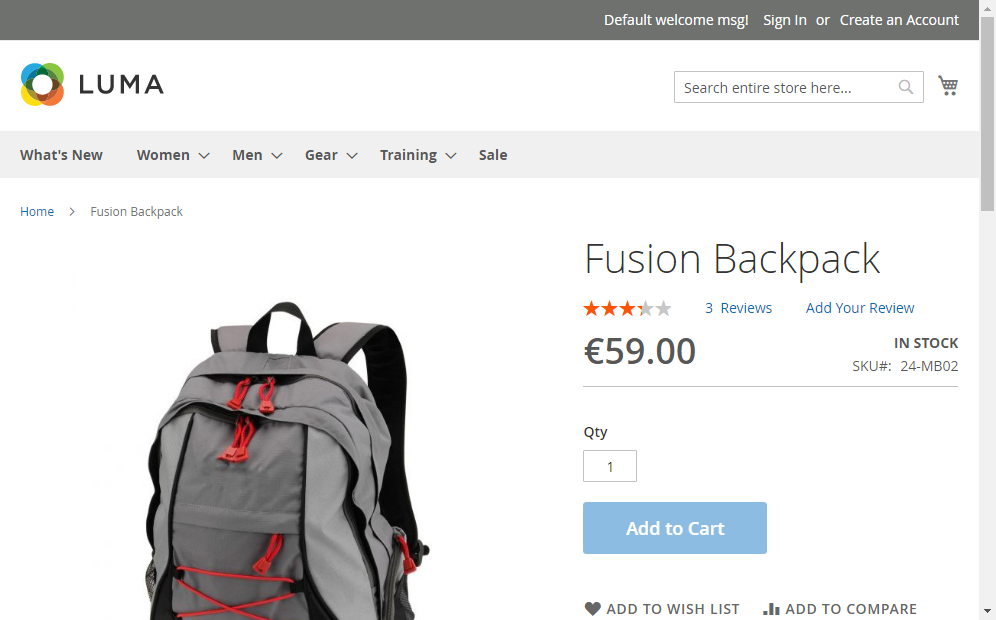 Default welcome msg! Sign In or Create an Account
LUMA
Search entire store here...
What's New Women Men Gear Training Sale
Home Fusion Backpack
Fusion Backpack
3 Reviews Add Your Review
€59.00
IN STOCK
SKU#: 24-MB02
Qty
1
Add to Cart
ADD TO WISH LIST ADD TO COMPARE